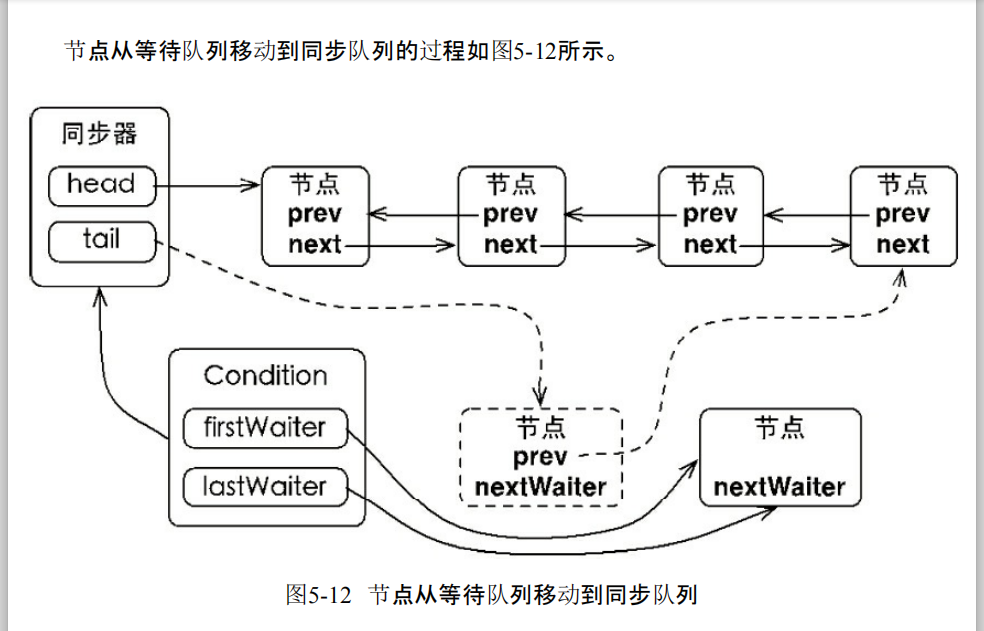 节点从等待队列移动到同步队列的过程如图5-12所示。
同步器
head
tail
节点
prev
next
节点
prev
next
节点
prev
next
节点
prev
next
Condition
firstWaiter
lastWaiter
节点
prev
nextWaiter
节点
nextWaiter
图5-12 节点从等待队列移动到同步队列